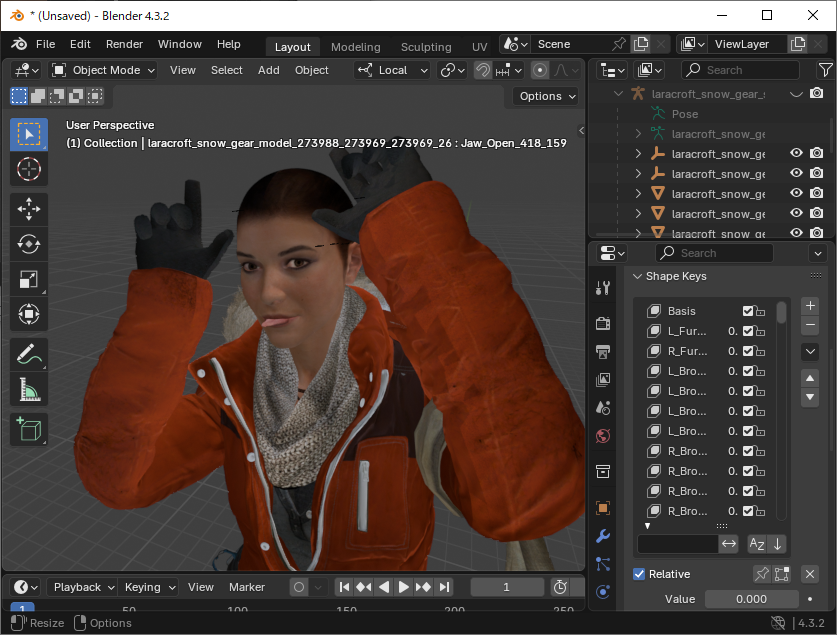 * (Unsaved) - Blender 4.3.2
File Edit Render Window Help Layout Modeling Sculpting UV Scene ViewLayer
Object Mode View Select Add Object Local Search
Options
User Perspective
(1) Collection | laracroft_snow_gear_model_273988_273969_273969_26 : Jaw_Open_418_159
laracroft_snow_gear_s
Pose
laracroft_snow_ge
laracroft_snow_ge
laracroft_snow_ge
laracroft_snow_ge
laracroft_snow_ge
laracroft_snow_ge
Search
Shape Keys
Basis
L_Fur... 0.
R_Fur... 0.
L_Bro... 0.
L_Bro... 0.
L_Bro... 0.
L_Bro... 0.
R_Bro... 0.
R_Bro... 0.
R_Bro... 0.
R_Bro... 0.
AZ
Relative
Value 0.000
Playback Keying View Marker 1
1 50 100 150 200 250
Resize Options 4.3.2